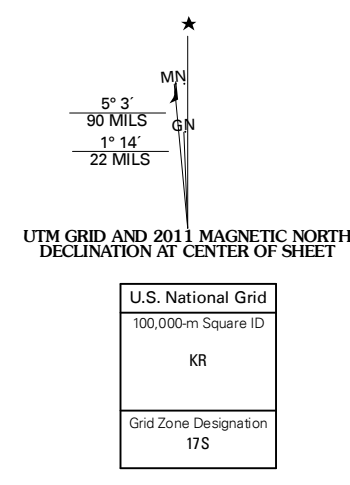 MN
5° 3´
90 MILS
GN
1° 14´
22 MILS
UTM GRID AND 2011 MAGNETIC NORTH
DECLINATION AT CENTER OF SHEET
U.S. National Grid
100,000-m Square ID
KR
Grid Zone Designation
17S